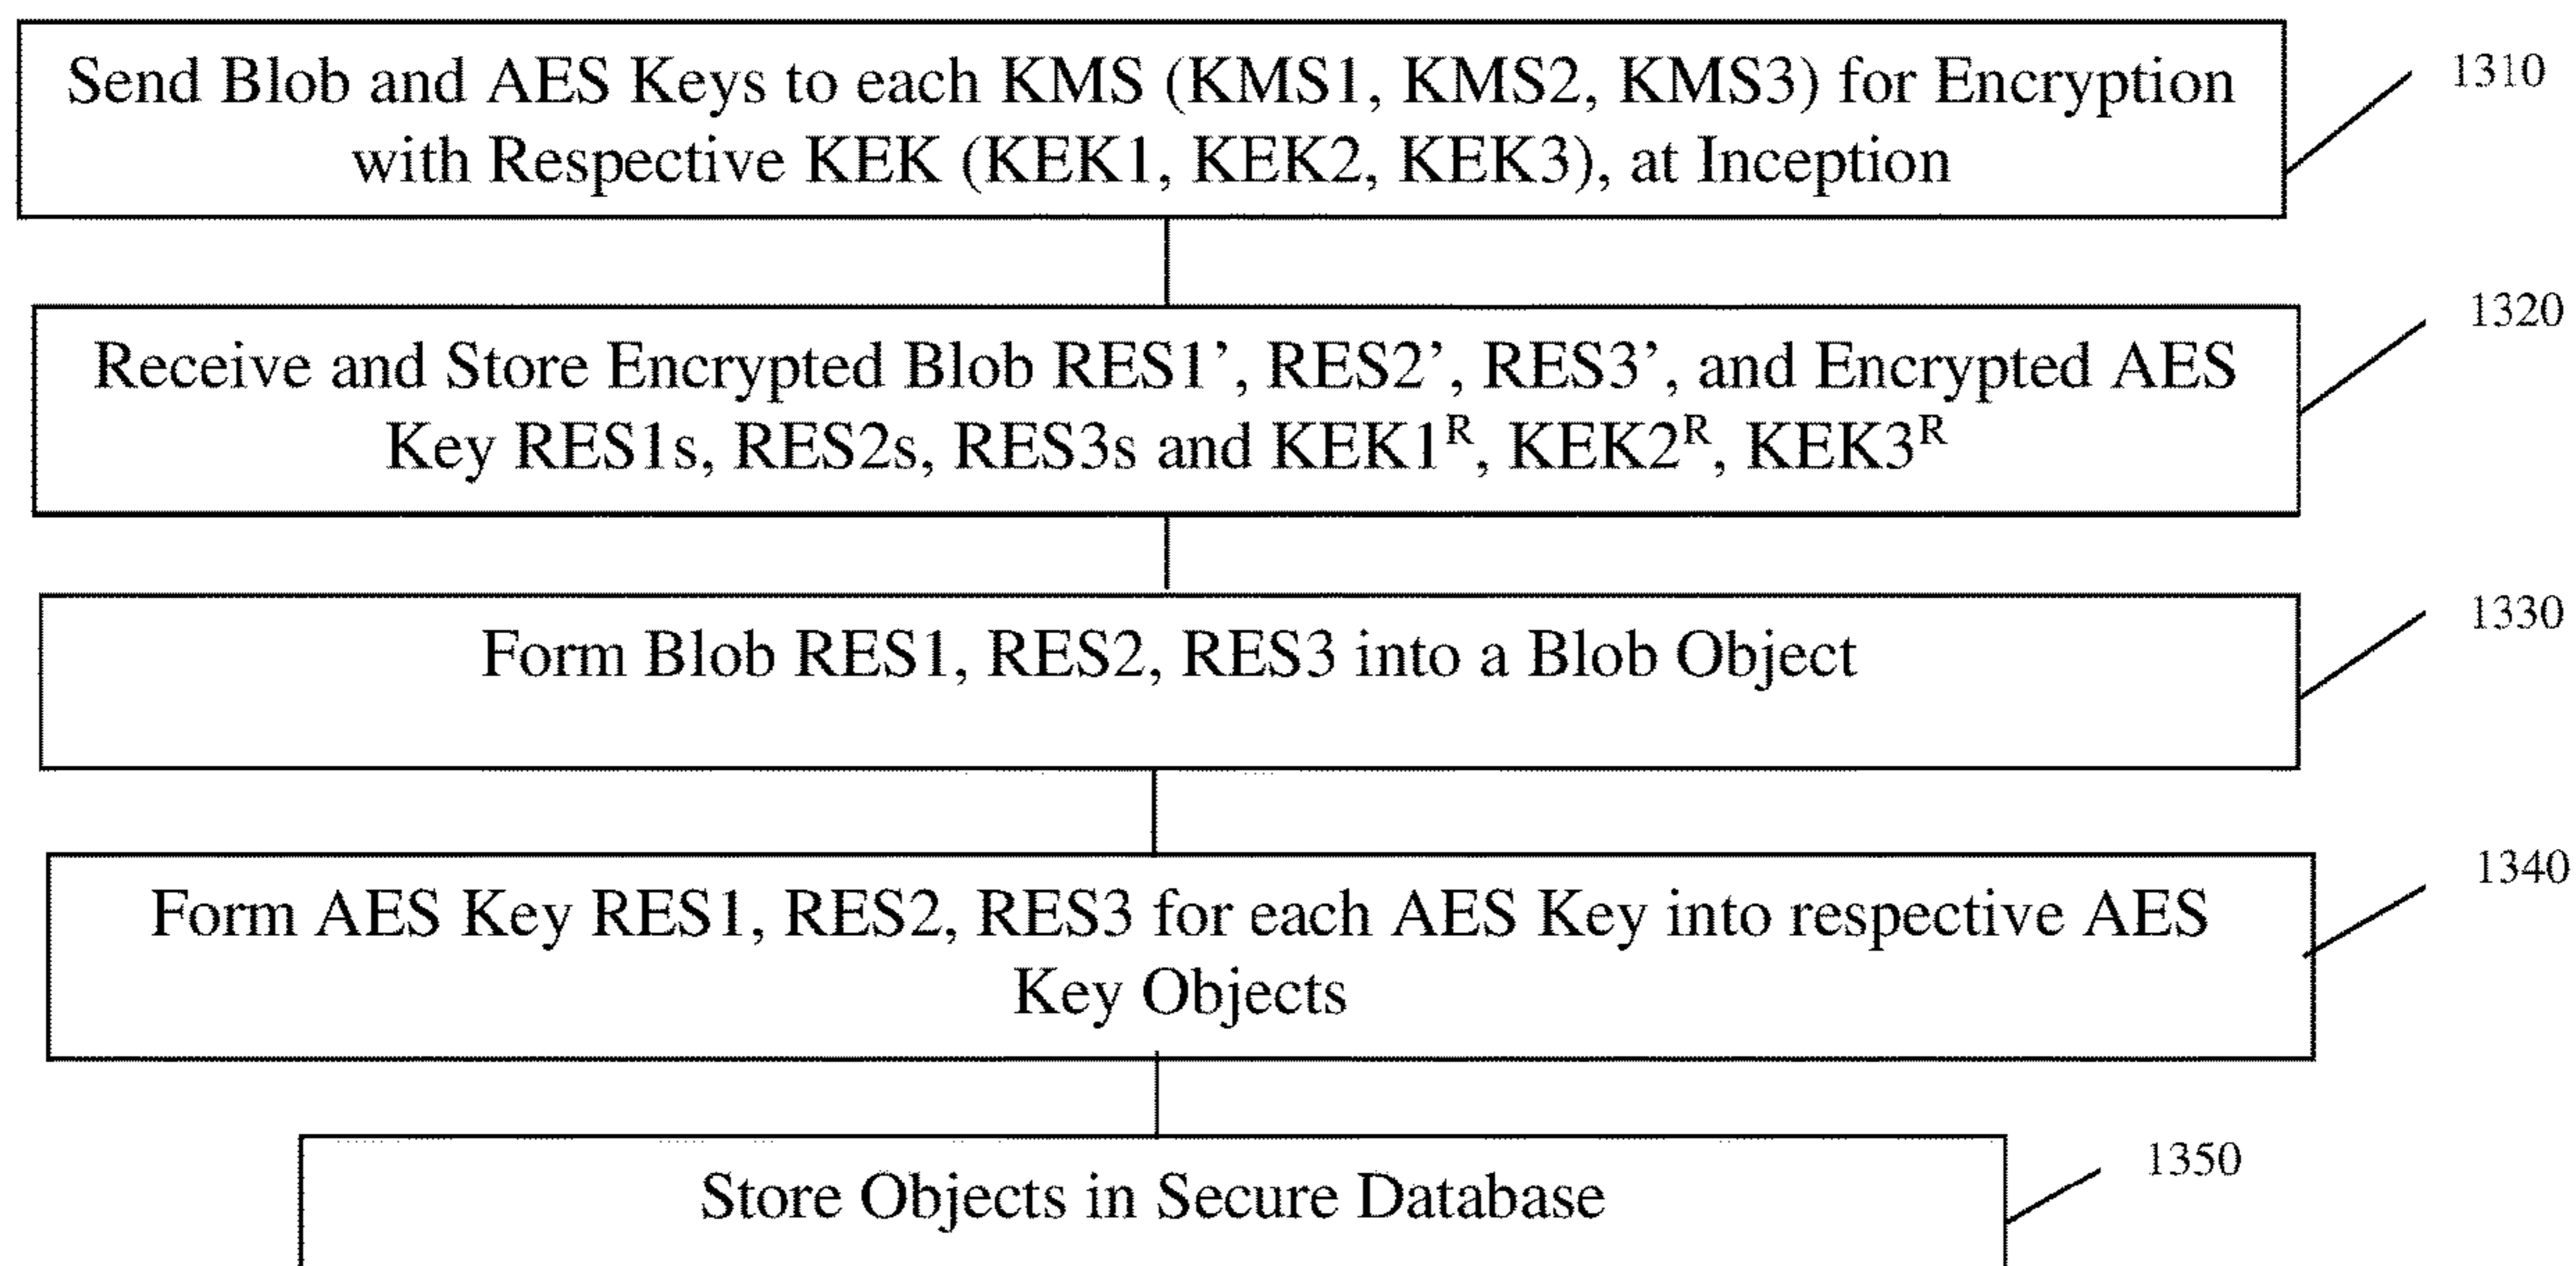 Send Blob and AES Keys to each KMS (KMS1, KMS2, KMS3) for Encryption
with Respective KEK (KEK1, KEK2, KEK3), at Inception
1310
Receive and Store Encrypted Blob RES1’, RES2’, RES3’, and Encrypted AES
Key RES1s, RES2s, RES3s and KEK1ᴿ, KEK2ᴿ, KEK3ᴿ
1320
Form Blob RES1, RES2, RES3 into a Blob Object
1330
Form AES Key RES1, RES2, RES3 for each AES Key into respective AES
Key Objects
1340
Store Objects in Secure Database
1350